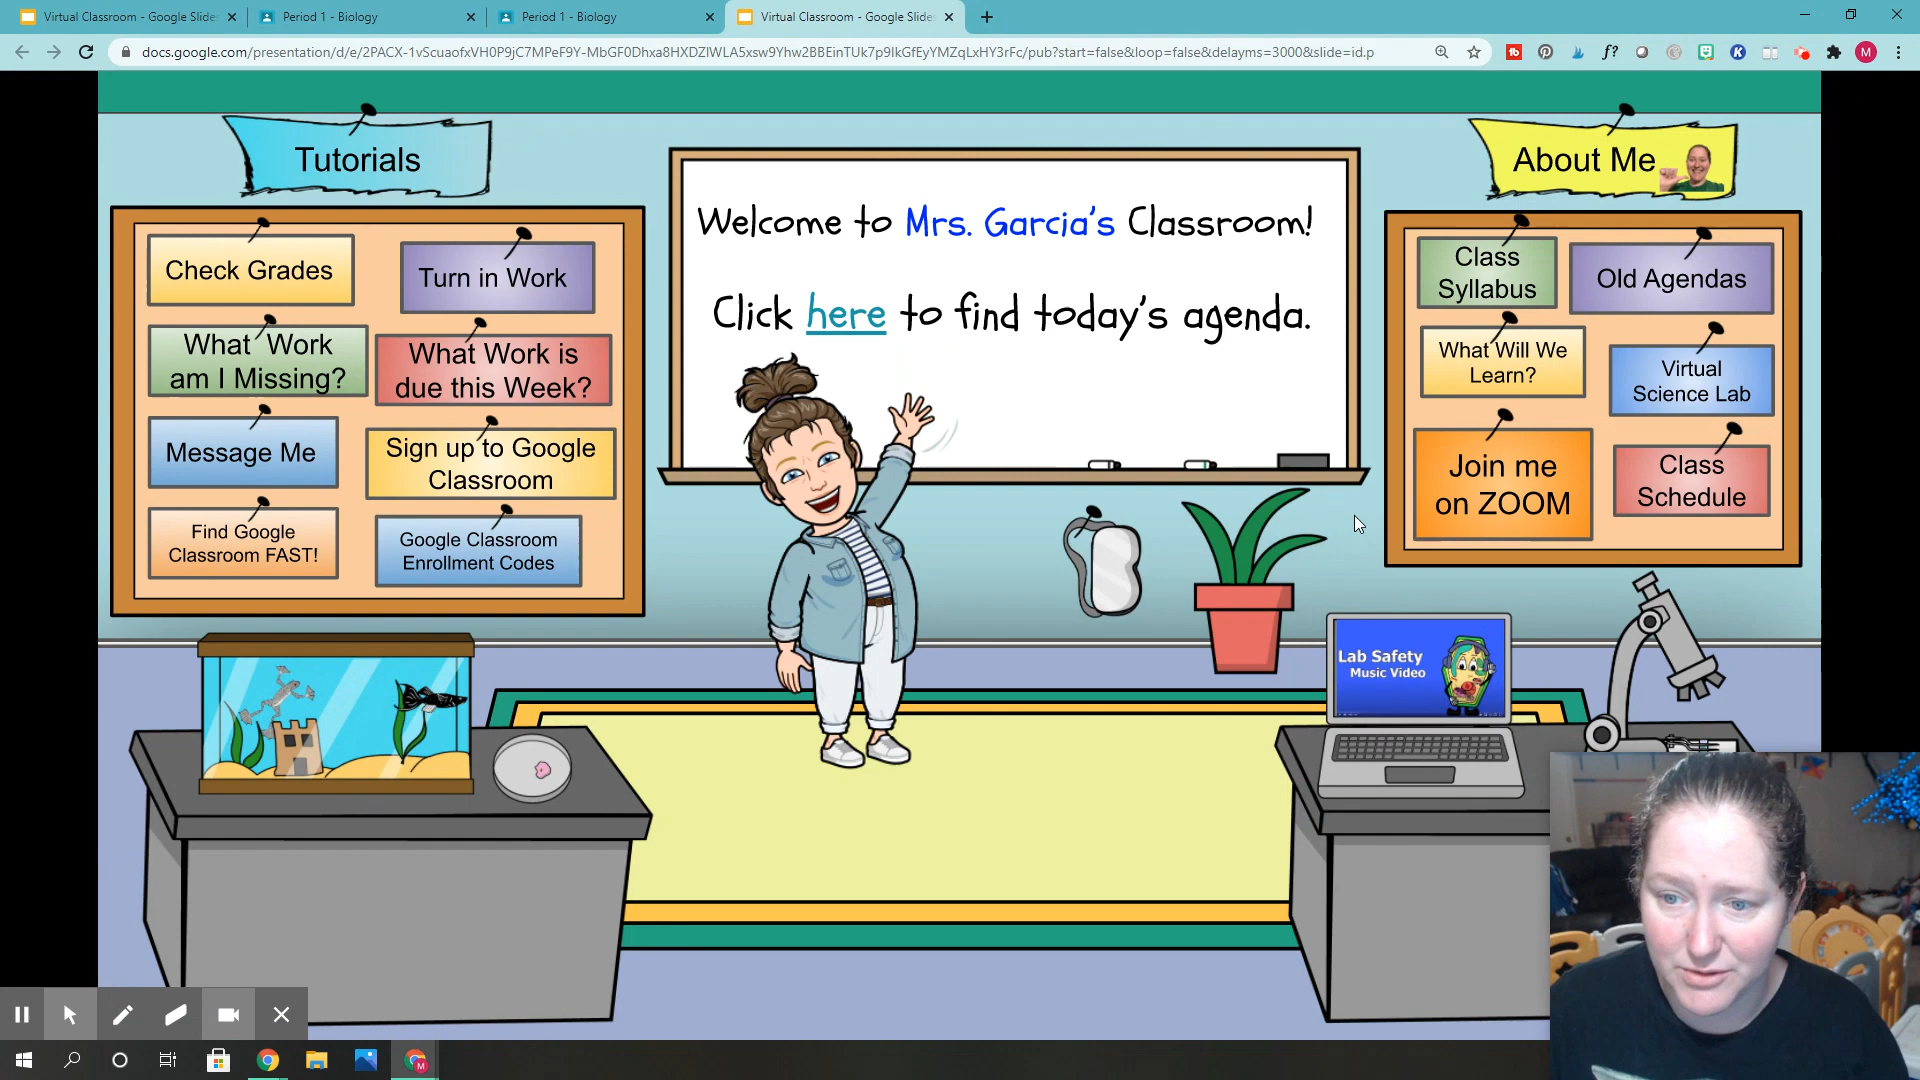 Virtual Classroom - Google Slide
Period 1 - Biology
Period 1 - Biology
Virtual Classroom - Google Slide
docs.google.com/presentation/d/e/2PACX-1vScuaofxVH0P9jC7MPeF9Y-MbGF0Dhxa8HXDZIWLA5xsw9Yhw2BBEinTUk7p9IkGfEyYMZqLxHY3rFc/pub?start=false&loop=false&delayms=3000&slide=id.p
M
Tutorials
Check Grades
Turn in Work
What Work
am I Missing?
What Work is
due this Week?
Message Me
Sign up to Google
Classroom
Find Google
Classroom FAST!
Google Classroom
Enrollment Codes
Welcome to Mrs. Garcia's Classroom!
Click here to find today's agenda.
About Me
Class
Syllabus
Old Agendas
What Will We
Learn?
Virtual
Science Lab
Join me
on ZOOM
Class
Schedule
Lab Safety
Music Video